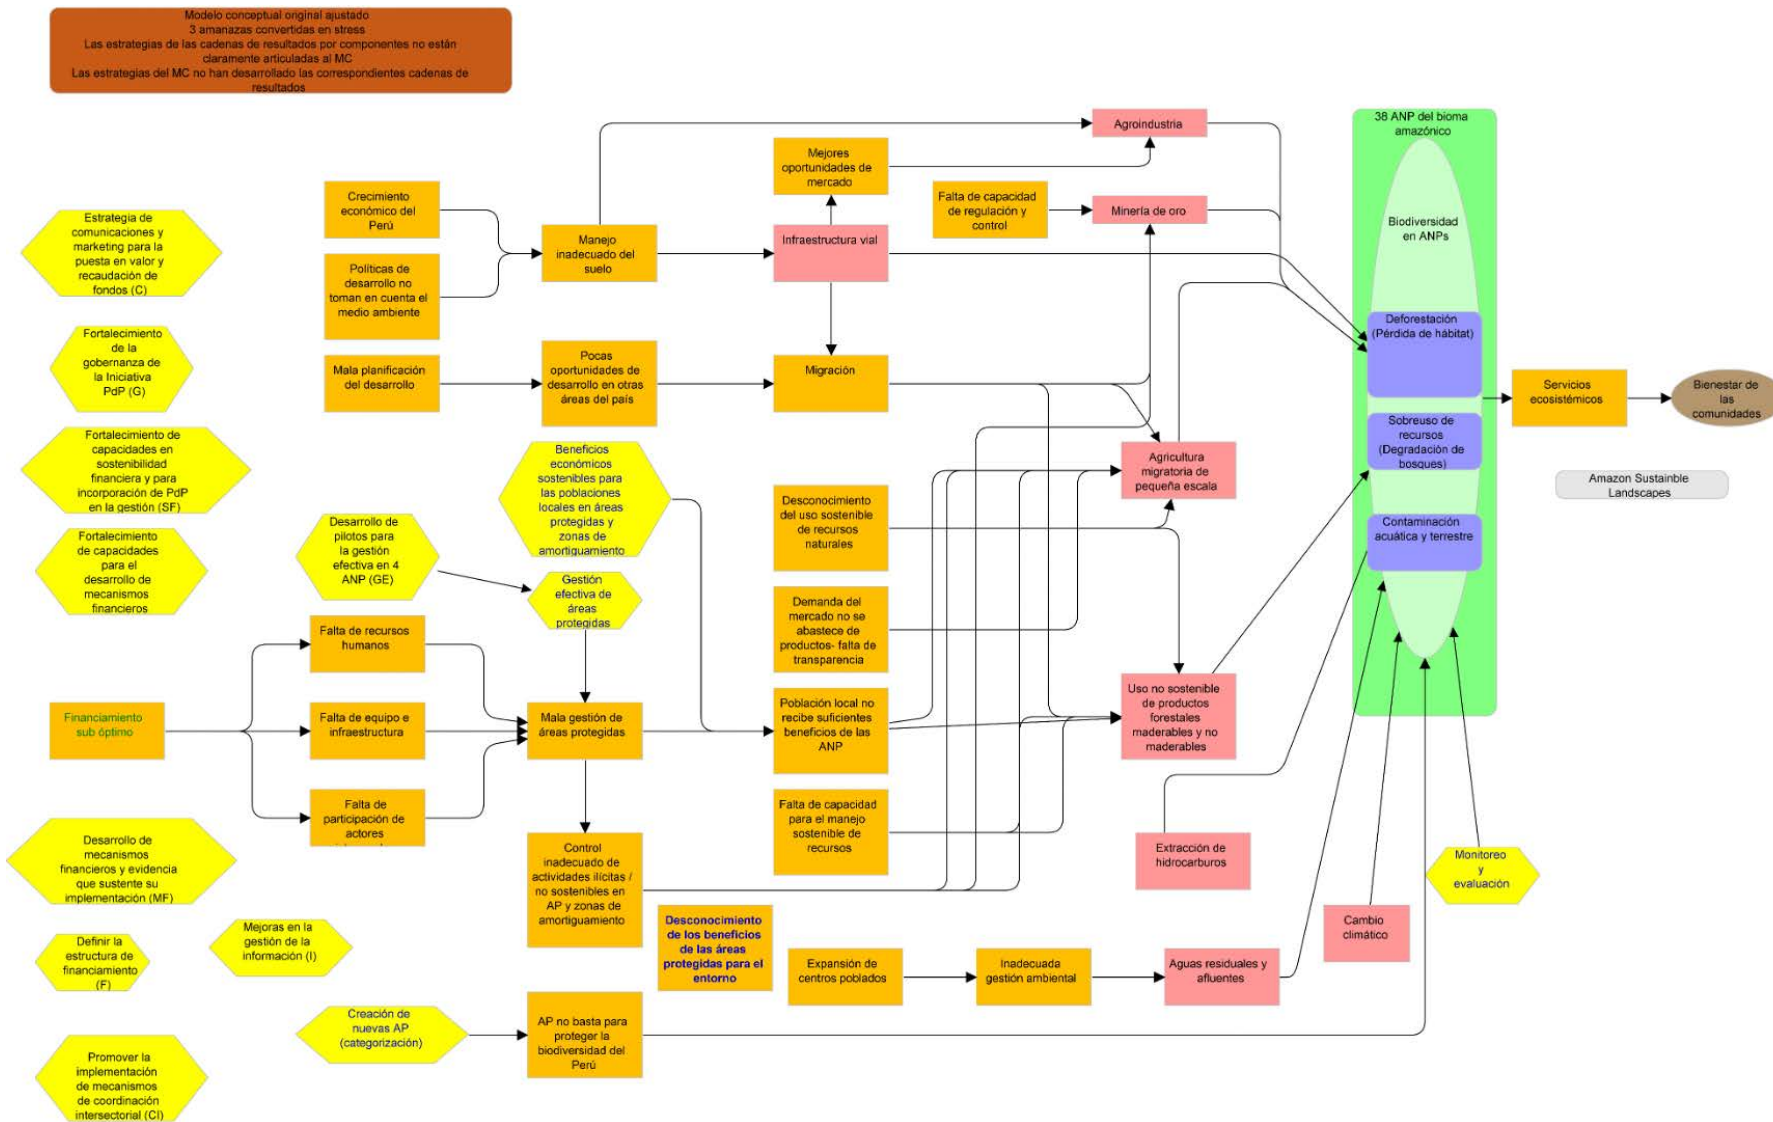 Modelo conceptual original ajustado
3 amanazas convertidas en stress
Las estrategias de las cadenas de resultados por componentes no están
claramente articuladas al MC
Las estrategias del MC no han desarrollado las correspondientes cadenas de
resultados
Agroindustria
38 ANP del bioma
amazónico
Mejores
oportunidades de
mercado
Crecimiento
económico del
Perú
Falta de capacidad
de regulación y
control
Minería de oro
Estrategia de
comunicaciones y
marketing para la
puesta en valor y
recaudación de
fondos (C)
Manejo
inadecuado del
suelo
Infraestructura vial
Biodiversidad
en ANPs
Políticas de
desarrollo no
toman en cuenta el
medio ambiente
Deforestación
(Pérdida de hábitat)
Fortalecimiento
de la
gobernanza de
la Iniciativa
PdP (G)
Mala planificación
del desarrollo
Pocas
oportunidades de
desarrollo en otras
áreas del país
Migración
Servicios
ecosistémicos
Bienestar de
las
comunidades
Fortalecimiento de
capacidades en
sostenibilidad
financiera y para
incorporación de PdP
en la gestión (SF)
Beneficios
económicos
sostenibles para
las poblaciones
locales en áreas
protegidas y
zonas de
amortiguamiento
Agricultura
migratoria de
pequeña escala
Sobreuso de
recursos
(Degradación de
bosques)
Amazon Sustainble
Landscapes
Desconocimiento
del uso sostenible
de recursos
naturales
Contaminación
acuática y terrestre
Fortalecimiento
de capacidades
para el
desarrollo de
mecanismos
financieros
Desarrollo de
pilotos para
la gestión
efectiva en 4
ANP (GE)
Gestión
efectiva de
áreas
protegidas
Demanda del
mercado no se
abastece de
productos- falta de
transparencia
Falta de recursos
humanos
Financiamiento
sub óptimo
Falta de equipo e
infraestructura
Mala gestión de
áreas protegidas
Población local no
recibe suficientes
beneficios de las
ANP
Uso no sostenible
de productos
forestales
maderables y no
maderables
Falta de
participación de
actores
Falta de capacidad
para el manejo
sostenible de
recursos
Extracción de
hidrocarburos
Desarrollo de
mecanismos
financieros y evidencia
que sustente su
implementación (MF)
Control
inadecuado de
actividades ilícitas /
no sostenibles en
AP y zonas de
amortiguamiento
Monitoreo
y
evaluación
Desconocimiento
de los beneficios
de las áreas
protegidas para el
entorno
Cambio
climático
Definir la
estructura de
financiamiento
(F)
Mejoras en la
gestión de la
información (I)
Expansión de
centros poblados
Inadecuada
gestión ambiental
Aguas residuales y
afluentes
Creación de
nuevas AP
(categorización)
AP no basta para
proteger la
biodiversidad del
Perú
Promover la
implementación
de mecanismos
de coordinación
intersectorial (CI)